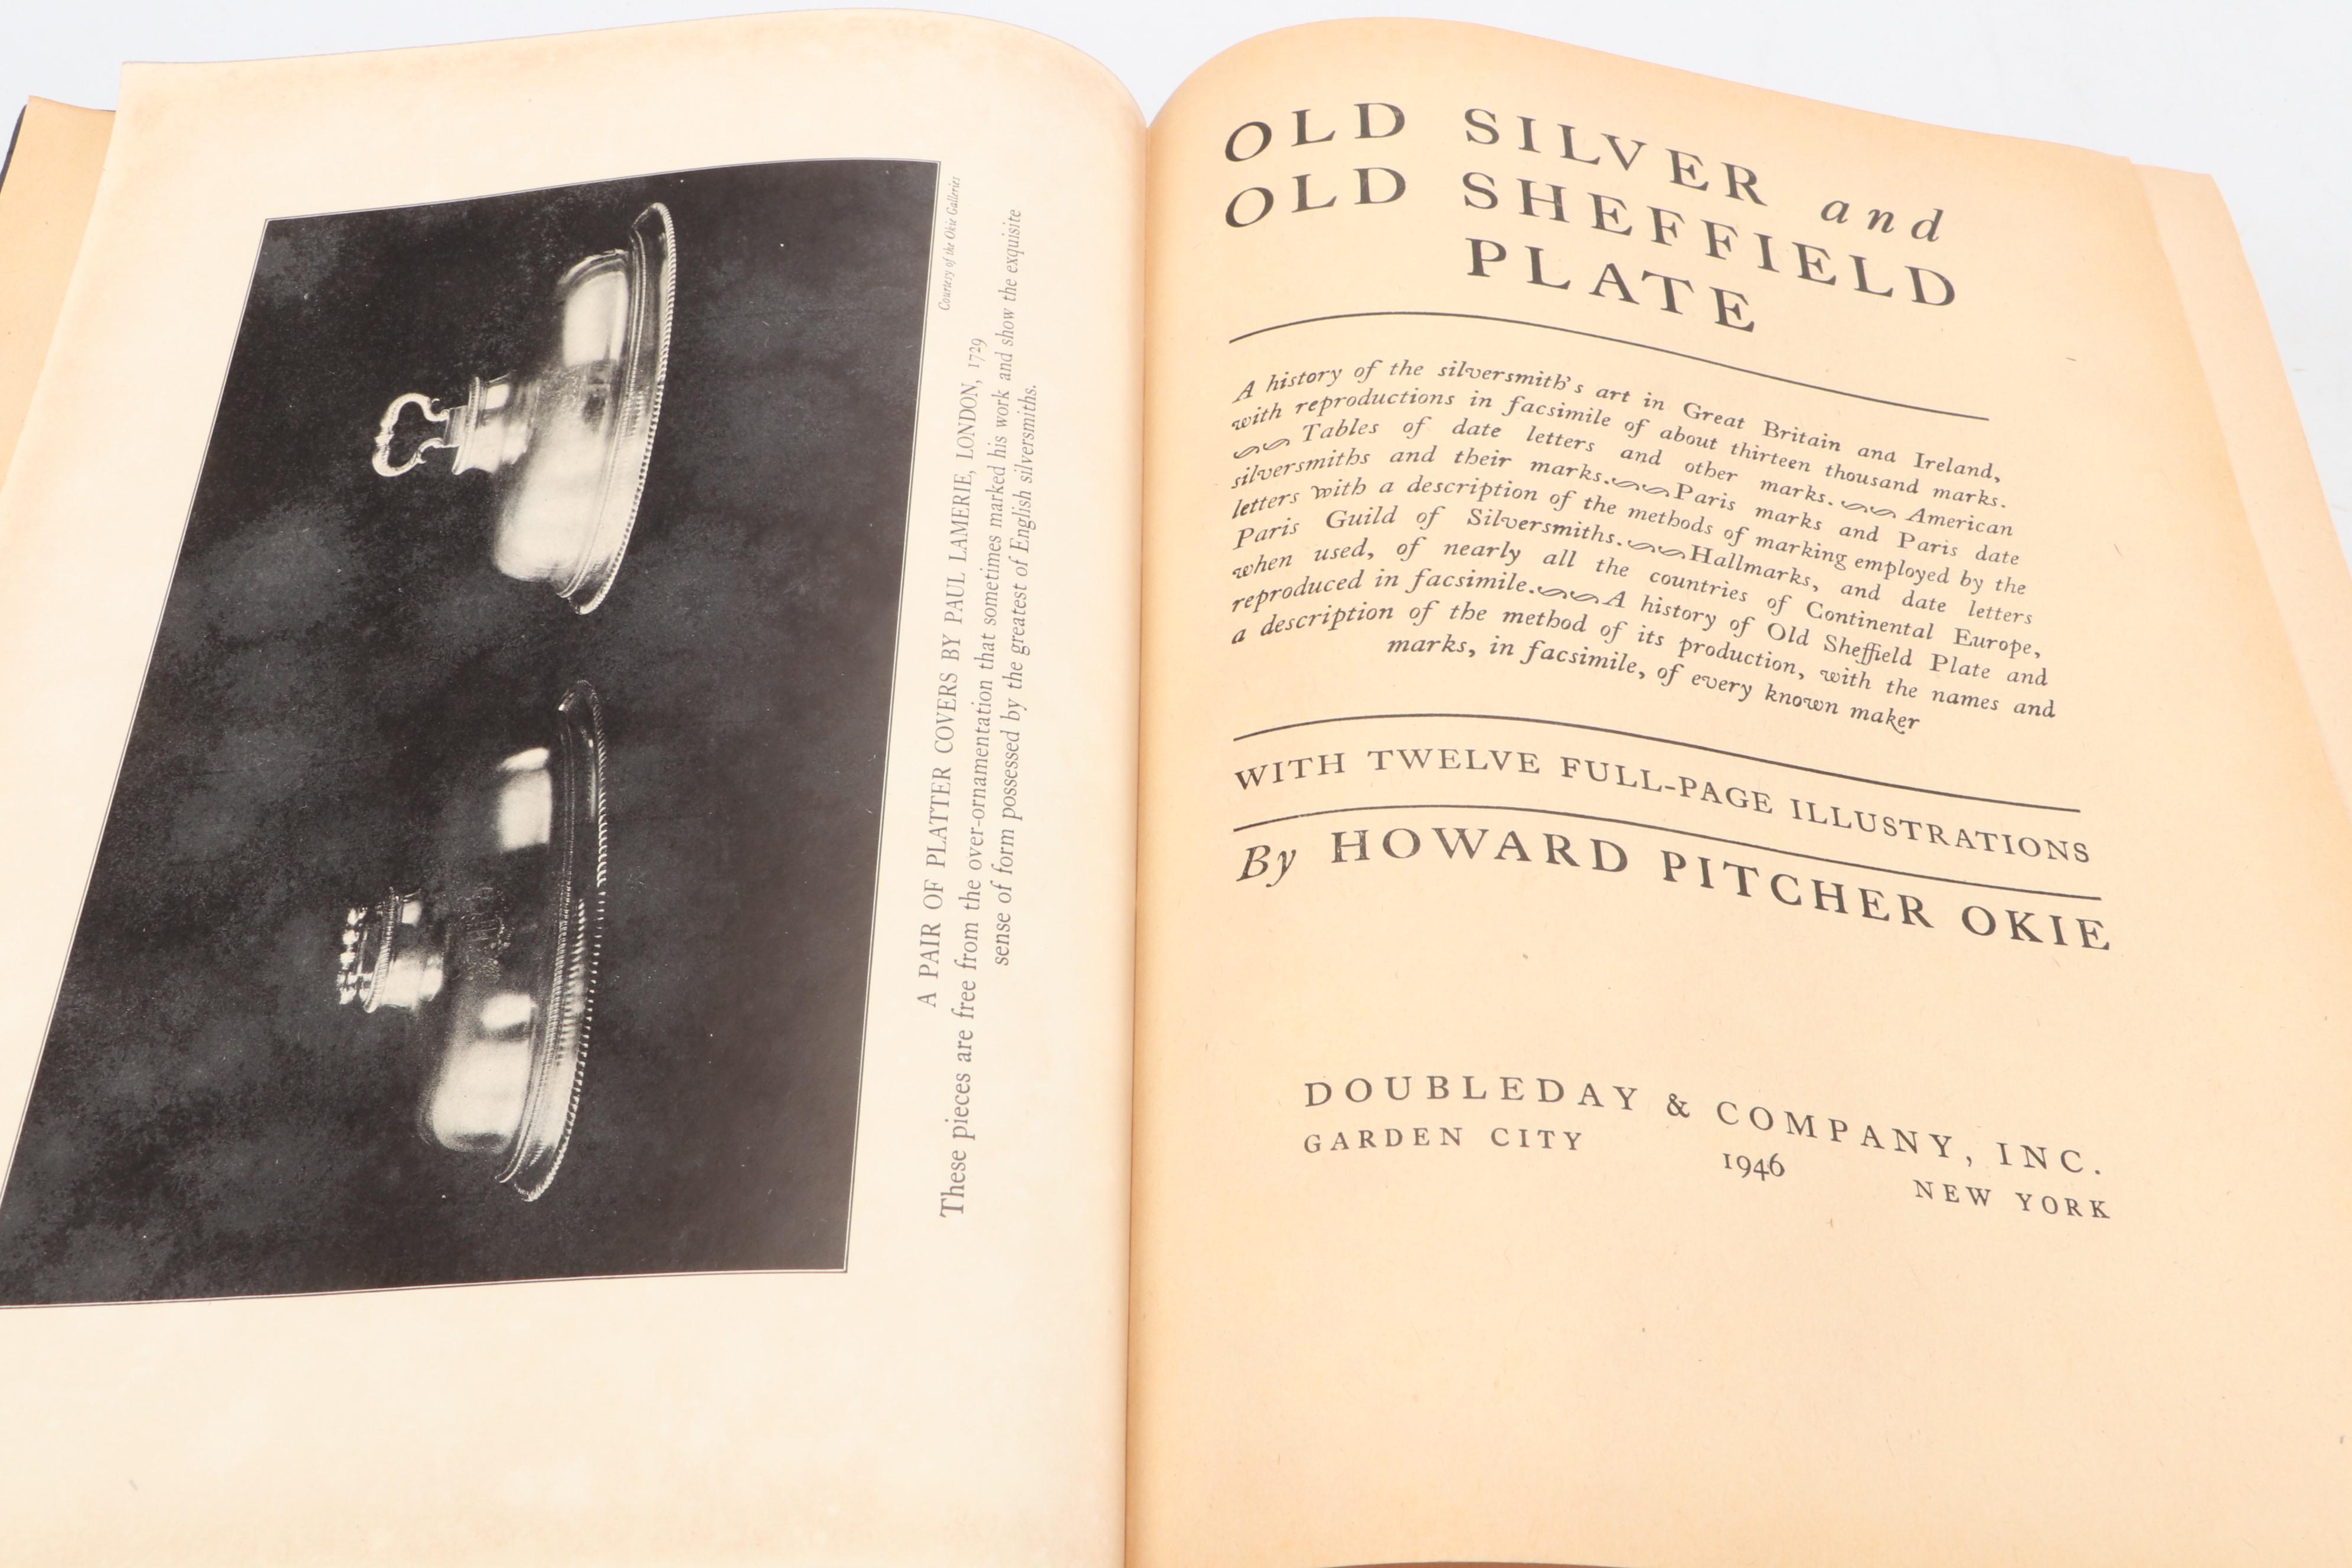 Courtesy of the Okie Galleries
A PAIR OF PLATTER COVERS BY PAUL LAMERIE, LONDON, 1729
These pieces are free from the over-ornamentation that sometimes marked his work and show the exquisite
sense of form possessed by the greatest of English silversmiths.
OLD SILVER and
OLD SHEFFIELD
PLATE
A history of the silversmith's art in Great Britain and Ireland,
with reproductions in facsimile of about thirteen thousand marks.
Tables of date letters and other marks. American
silversmiths and their marks. Paris marks and Paris date
letters with a description of the methods of marking employed by the
Paris Guild of Silversmiths. Hallmarks, and date letters
when used, of nearly all the countries of Continental Europe,
reproduced in facsimile. A history of Old Sheffield Plate and
a description of the method of its production, with the names and
marks, in facsimile, of every known maker
WITH TWELVE FULL-PAGE ILLUSTRATIONS
By HOWARD PITCHER OKIE
DOUBLEDAY & COMPANY, INC.
GARDEN CITY 1946 NEW YORK